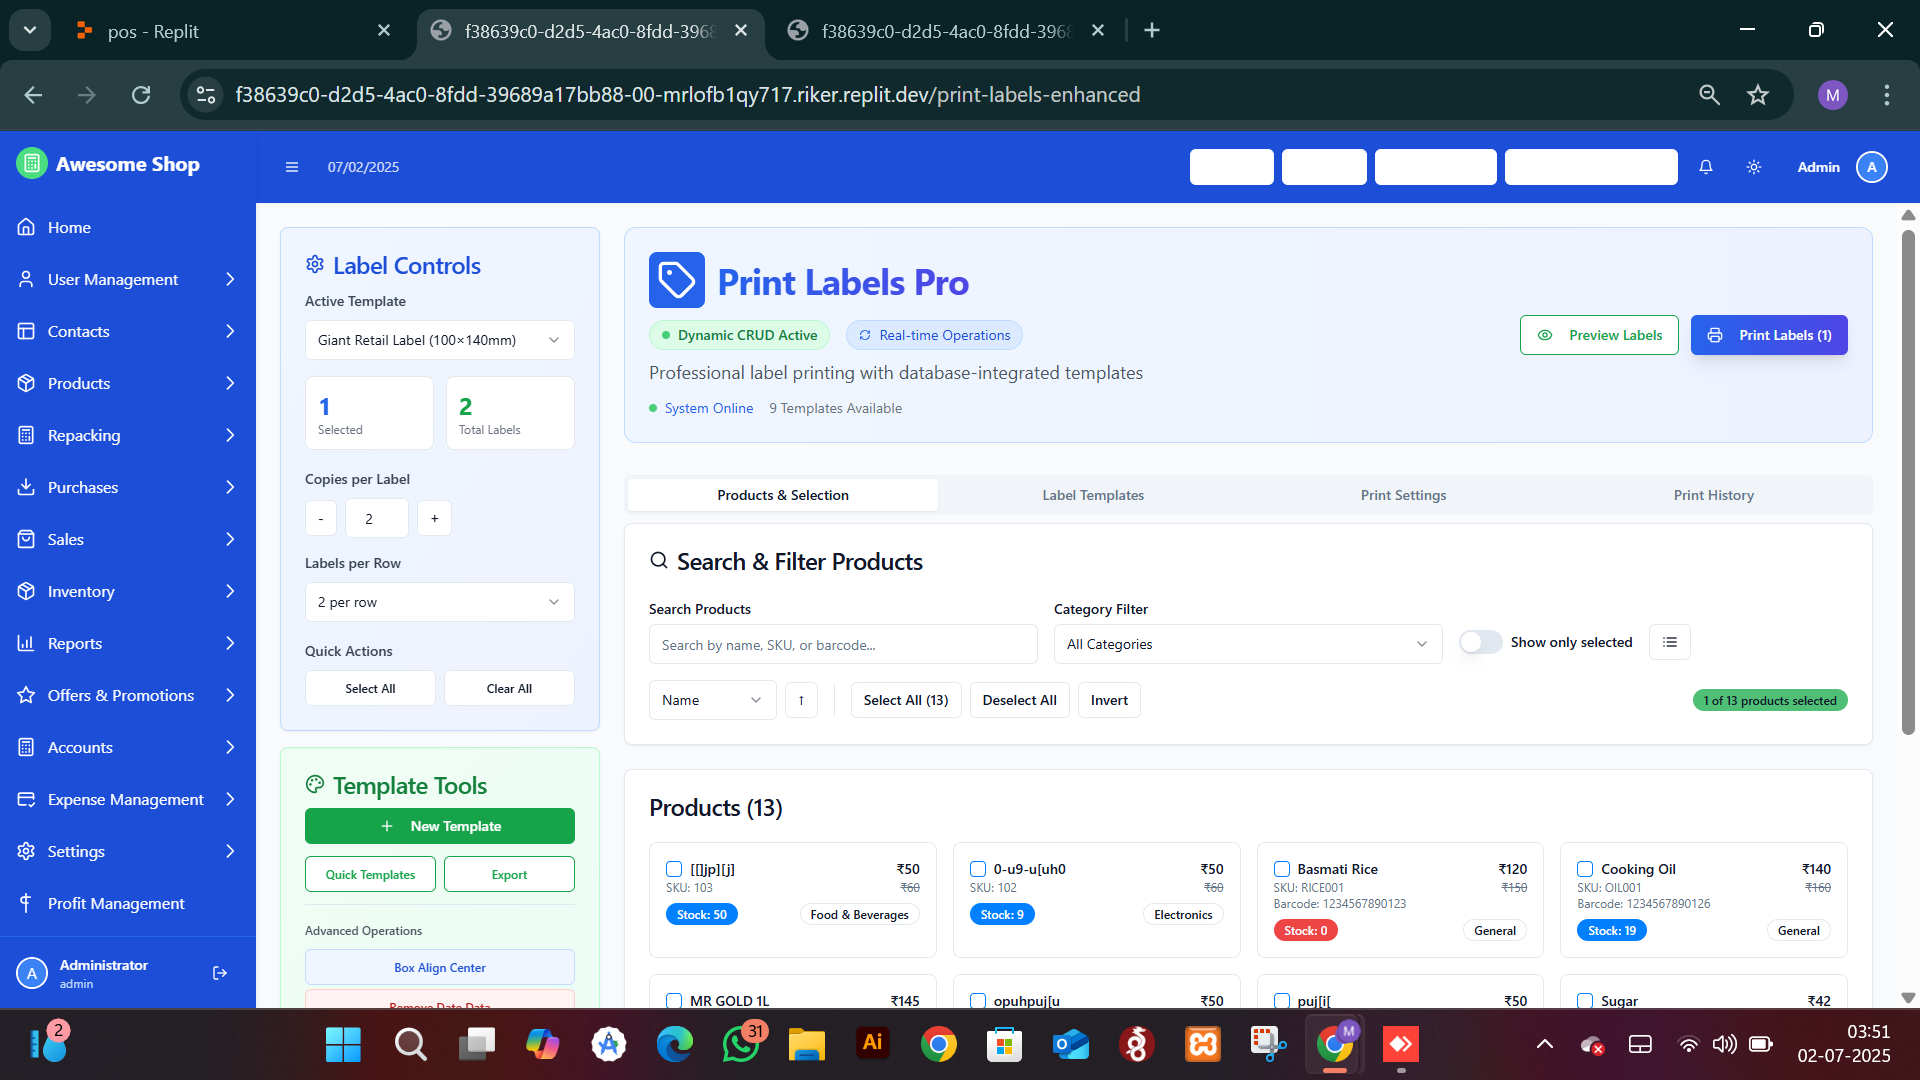 pos - Replit
f38639c0-d2d5-4ac0-8fdd-3968
f38639c0-d2d5-4ac0-8fdd-3968
f38639c0-d2d5-4ac0-8fdd-39689a17bb88-00-mrlofb1qy717.riker.replit.dev/print-labels-enhanced
M
Awesome Shop
07/02/2025
Admin
A
Home
User Management
Contacts
Products
Repacking
Purchases
Sales
Inventory
Reports
Offers & Promotions
Accounts
Expense Management
Settings
Profit Management
A
Administrator
admin
Label Controls
Active Template
Giant Retail Label (100×140mm)
1
Selected
2
Total Labels
Copies per Label
-
2
+
Labels per Row
2 per row
Quick Actions
Select All
Clear All
Template Tools
+ New Template
Quick Templates
Export
Advanced Operations
Box Align Center
Remove Date Data
Print Labels Pro
Dynamic CRUD Active
Real-time Operations
Professional label printing with database-integrated templates
System Online
9 Templates Available
Preview Labels
Print Labels (1)
Products & Selection
Label Templates
Print Settings
Print History
Search & Filter Products
Search Products
Search by name, SKU, or barcode...
Category Filter
All Categories
Show only selected
Name
↑
Select All (13)
Deselect All
Invert
1 of 13 products selected
Products (13)
[[]jp][j]
₹50
SKU: 103
₹60
Stock: 50
Food & Beverages
0-u9-u[uh0
₹50
SKU: 102
₹60
Stock: 9
Electronics
Basmati Rice
₹120
SKU: RICE001
₹150
Barcode: 1234567890123
Stock: 0
General
Cooking Oil
₹140
SKU: OIL001
₹160
Barcode: 1234567890126
Stock: 19
General
MR GOLD 1L
₹145
opuhpuj[u
₹50
puj[i[
₹50
Sugar
₹42
2
31
Ai
M
03:51
02-07-2025